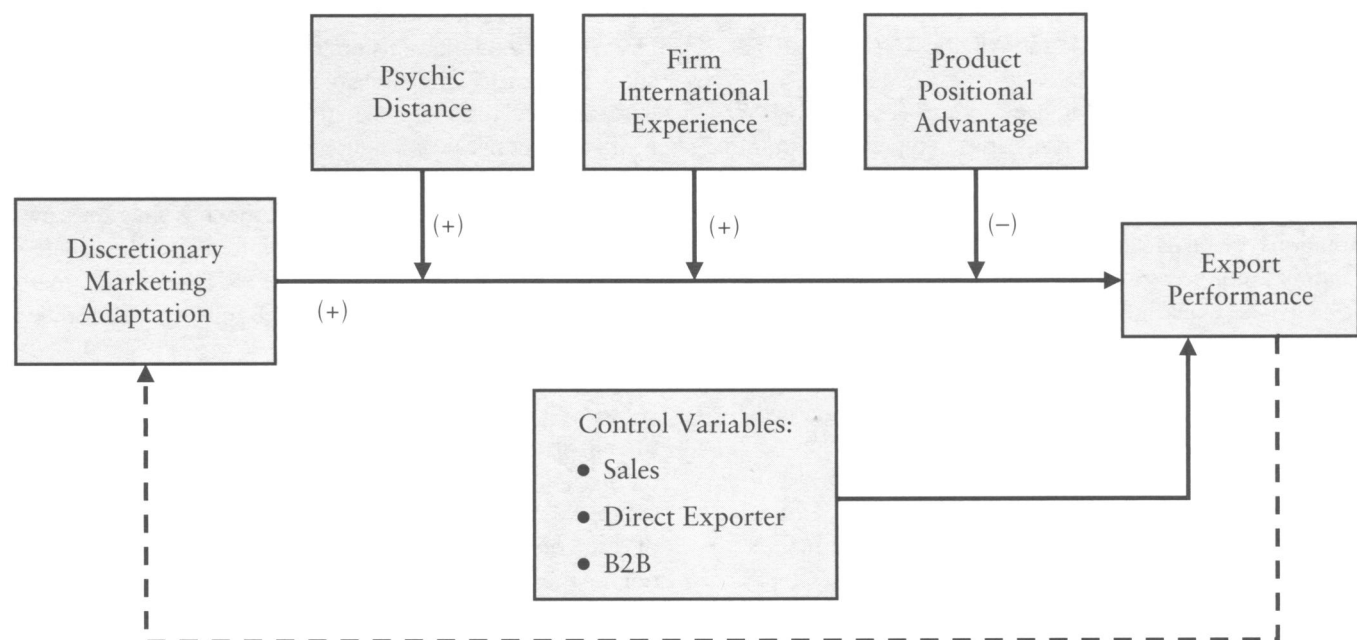 Psychic
Distance
Firm
International
Experience
Product
Positional
Advantage
(+)
(+)
(−)
Discretionary
Marketing
Adaptation
(+)
Export
Performance
Control Variables:
● Sales
● Direct Exporter
● B2B